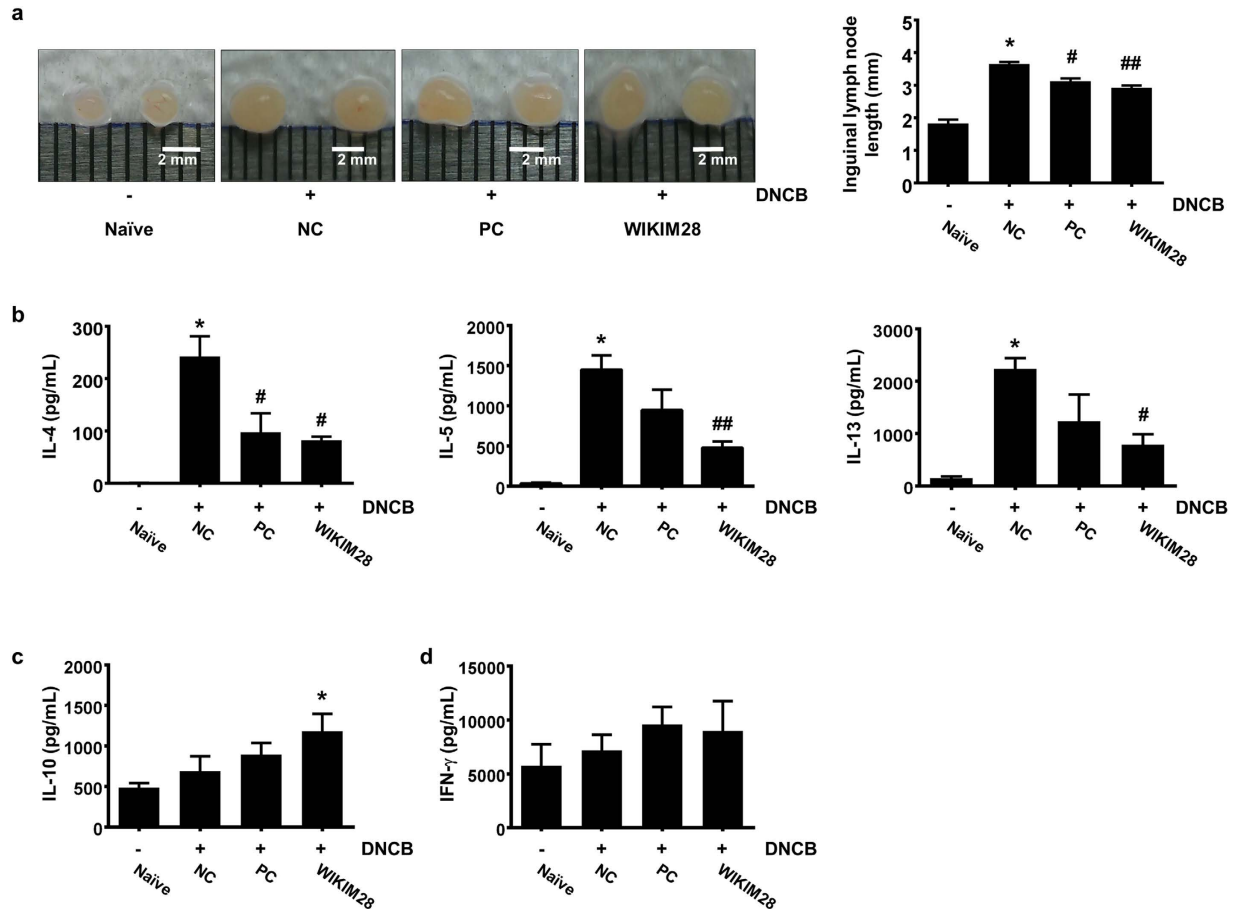 a
2 mm
2 mm
2 mm
2 mm
-
+
+
+
DNCB
Naïve
NC
PC
WIKIM28
Inguinal lymph node
length (mm)
5
4
3
2
1
0
*
#
##
-
+
+
+
DNCB
Naïve
NC
PC
WIKIM28
b
IL-4 (pg/mL)
300
200
100
0
*
#
#
-
+
+
+
DNCB
Naïve
NC
PC
WIKIM28
IL-5 (pg/mL)
2000
1500
1000
500
0
*
##
-
+
+
+
DNCB
Naïve
NC
PC
WIKIM28
IL-13 (pg/mL)
3000
2000
1000
0
*
#
-
+
+
+
DNCB
Naïve
NC
PC
WIKIM28
c
IL-10 (pg/mL)
2000
1500
1000
500
0
*
-
+
+
+
DNCB
Naïve
NC
PC
WIKIM28
d
IFN-γ (pg/mL)
15000
10000
5000
0
-
+
+
+
DNCB
Naïve
NC
PC
WIKIM28